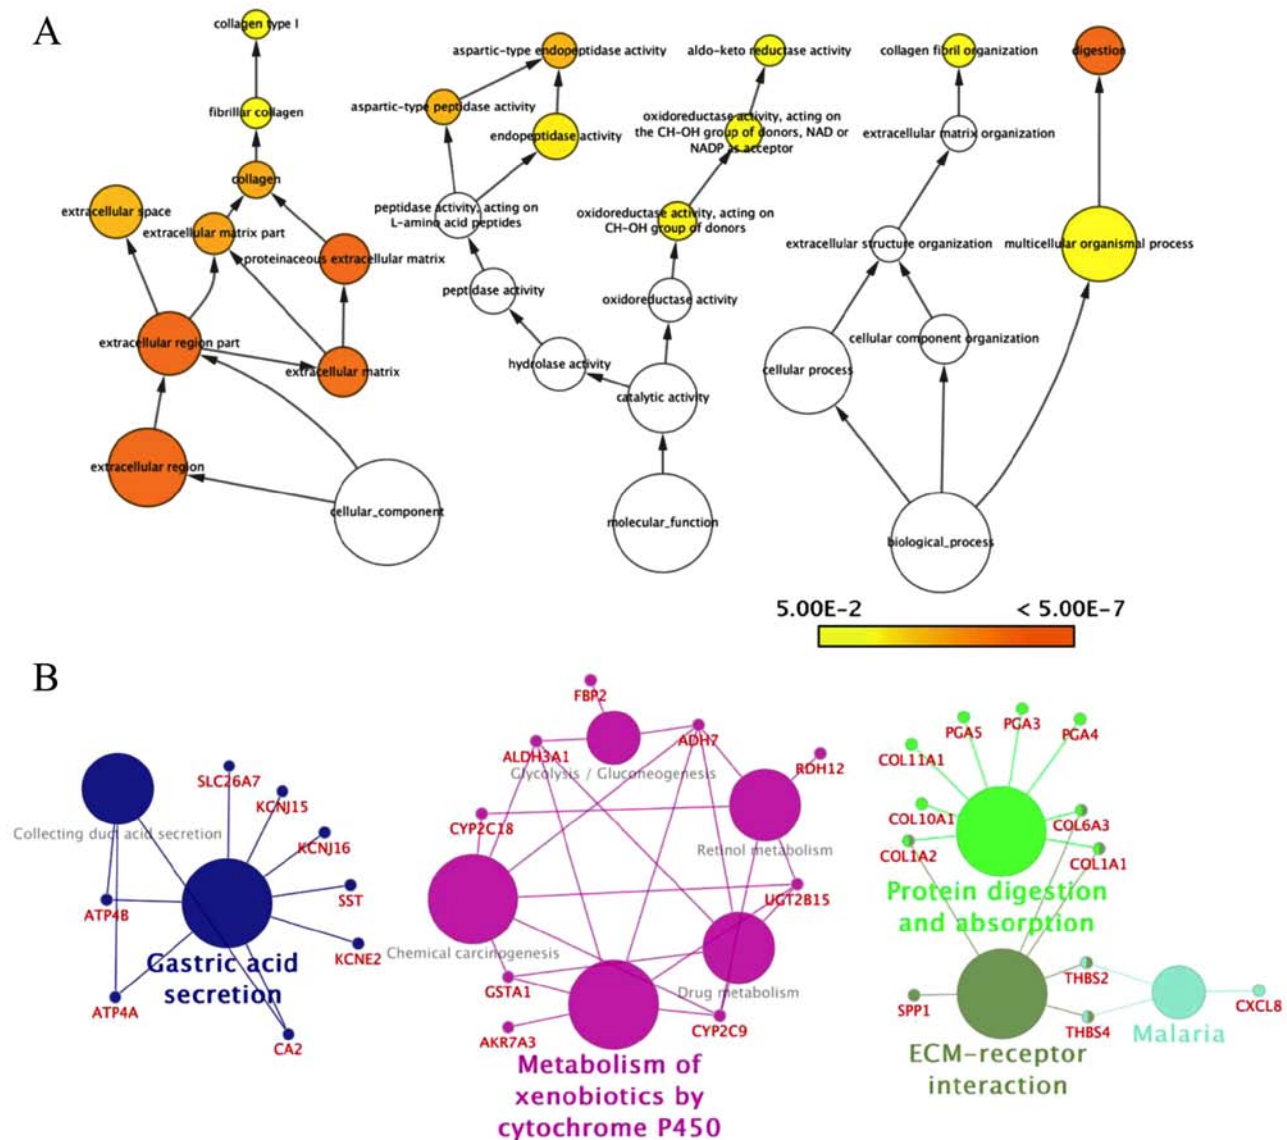 A
collagen type I
fibrillar collagen
collagen
extracellular space
extracellular matrix part
proteinaceous extracellular matrix
extracellular region part
extracellular matrix
extracellular region
cellular_component
aspartic-type endopeptidase activity
aspartic-type peptidase activity
endopeptidase activity
peptidase activity, acting on
L-amino acid peptides
peptidase activity
hydrolase activity
catalytic activity
molecular_function
aldo-keto reductase activity
oxidoreductase activity, acting on
the CH-OH group of donors, NAD or
NADP as acceptor
oxidoreductase activity, acting on
CH-OH group of donors
oxidoreductase activity
collagen fibril organization
extracellular matrix organization
extracellular structure organization
cellular component organization
cellular process
biological_process
digestion
multicellular organismal process
5.00E-2
< 5.00E-7
B
Collecting duct acid secretion
SLC26A7
KCNJ15
KCNJ16
SST
KCNE2
ATP4B
ATP4A
CA2
Gastric acid
secretion
FBP2
ALDH3A1
ADH7
Glycolysis / Gluconeogenesis
RDH12
CYP2C18
Retinol metabolism
UGT2B15
Chemical carcinogenesis
GSTA1
Drug metabolism
AKR7A3
CYP2C9
Metabolism of
xenobiotics by
cytochrome P450
PGA5
PGA3
PGA4
COL11A1
COL10A1
COL6A3
COL1A2
COL1A1
Protein digestion
and absorption
THBS2
SPP1
THBS4
CXCL8
Malaria
ECM-receptor
interaction